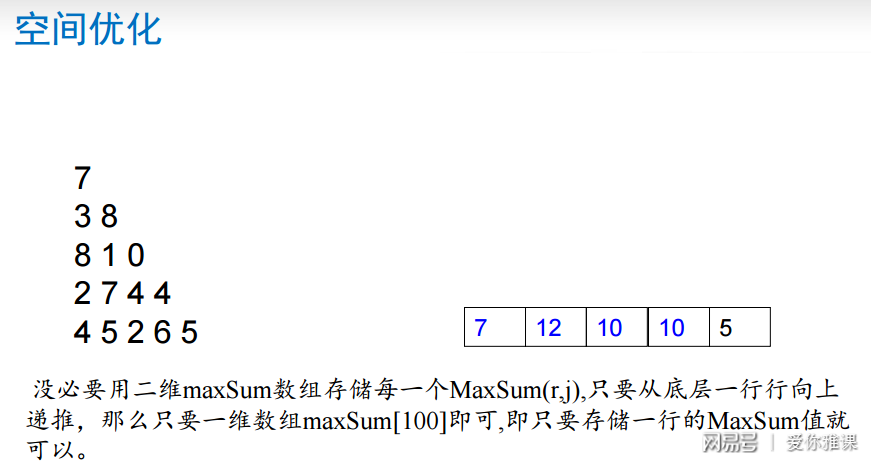 空间优化
7
3 8
8 1 0
2 7 4 4
4 5 2 6 5
7 12 10 10 5
没必要用二维maxSum数组存储每一个MaxSum(r,j),只要从底层一行行向上
递推，那么只要一维数组maxSum[100]即可,即只要存储一行的MaxSum值就
可以。
网易号 | 爱你雅课